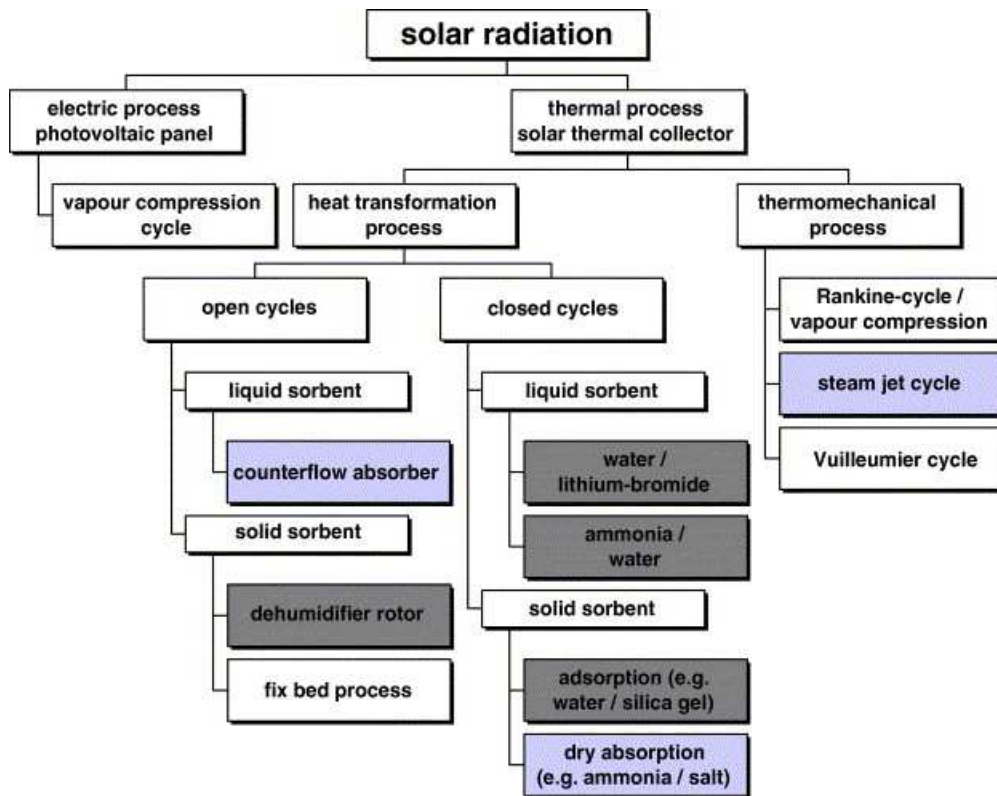 solar radiation
electric process
photovoltaic panel
thermal process
solar thermal collector
vapour compression
cycle
heat transformation
process
thermomechanical
process
open cycles
closed cycles
Rankine-cycle /
vapour compression
steam jet cycle
Vuilleumier cycle
liquid sorbent
counterflow absorber
solid sorbent
dehumidifier rotor
fix bed process
liquid sorbent
water /
lithium-bromide
ammonia /
water
solid sorbent
adsorption (e.g.
water / silica gel)
dry absorption
(e.g. ammonia / salt)